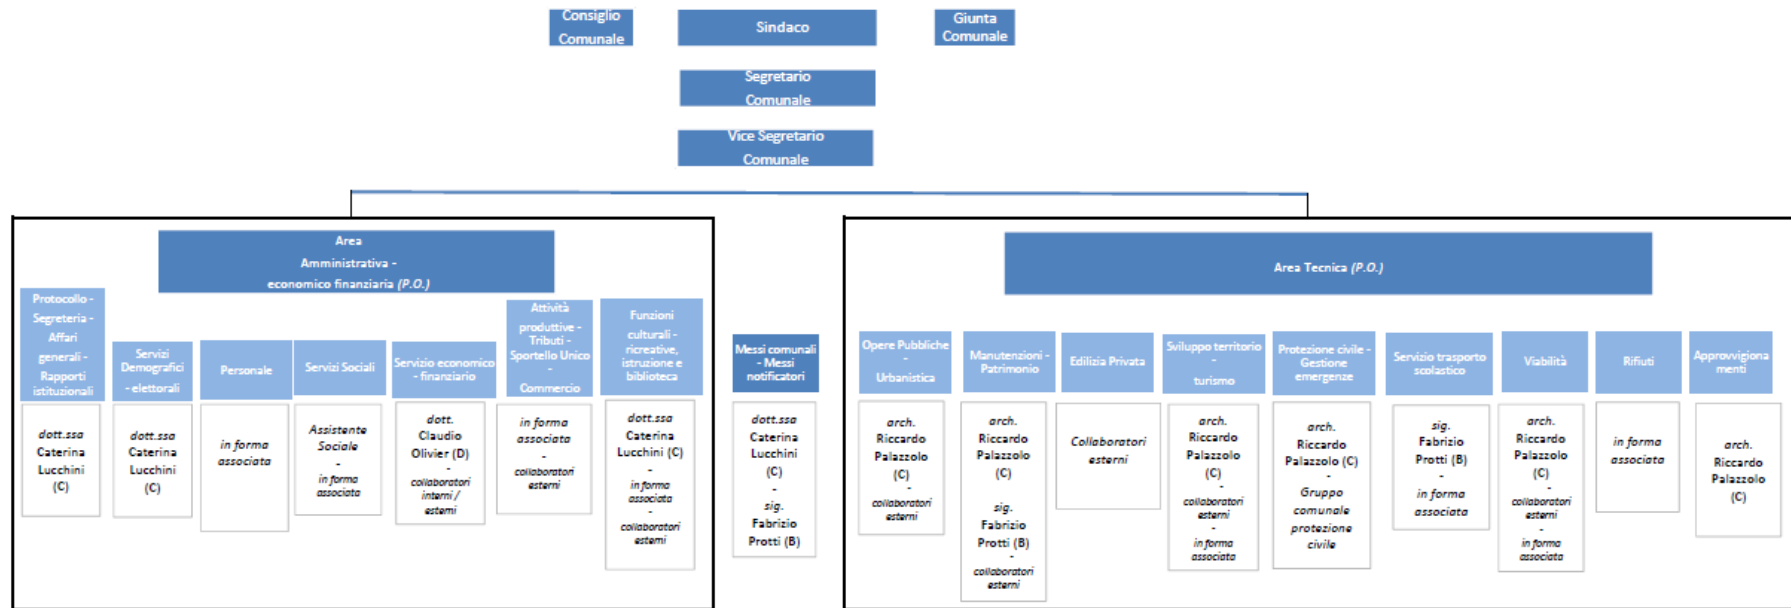 Consiglio
Comunale
Sindaco
Giunta
Comunale
Segretario
Comunale
Vice Segretario
Comunale
Area
Amministrativa -
economico finanziaria (P.O.)
Protocollo -
Segreteria -
Affari
generali -
Rapporti
istituzionali
Servizi
Demografici
- elettorali
Personale
Servizi Sociali
Servizio economico
- finanziario
Attività
produttive -
Tributi -
Sportello Unico
-
Commercio
Funzioni
culturali -
ricreative,
istruzione e
biblioteca
dott.ssa
Caterina
Lucchini
(C)
dott.ssa
Caterina
Lucchini
(C)
in forma
associata
Assistente
Sociale
-
in forma
associata
dott.
Claudio
Olivier (D)
-
collaboratori
interni /
esterni
in forma
associata
-
collaboratori
esterni
dott.ssa
Caterina
Lucchini (C)
-
in forma
associata
-
collaboratori
esterni
Messi comunali
- Messi
notificatori
dott.ssa
Caterina
Lucchini
(C)
-
sig.
Fabrizio
Protti (B)
Area Tecnica (P.O.)
Opere Pubbliche
-
Urbanistica
Manutenzioni -
Patrimonio
Edilizia Privata
Sviluppo territorio
-
turismo
Protezione civile -
Gestione
emergenze
Servizio trasporto
scolastico
Viabilità
Rifiuti
Approvvigiona
menti
arch.
Riccardo
Palazzolo
(C)
-
collaboratori
esterni
arch.
Riccardo
Palazzolo
(C)
sig.
Fabrizio
Protti (B)
-
collaboratori
esterni
Collaboratori
esterni
arch.
Riccardo
Palazzolo
(C)
-
collaboratori
esterni
-
in forma
associata
arch.
Riccardo
Palazzolo (C)
-
Gruppo
comunale
protezione
civile
sig.
Fabrizio
Protti (B)
-
in forma
associata
arch.
Riccardo
Palazzolo
(C)
-
collaboratori
esterni
-
in forma
associata
in forma
associata
arch.
Riccardo
Palazzolo
(C)